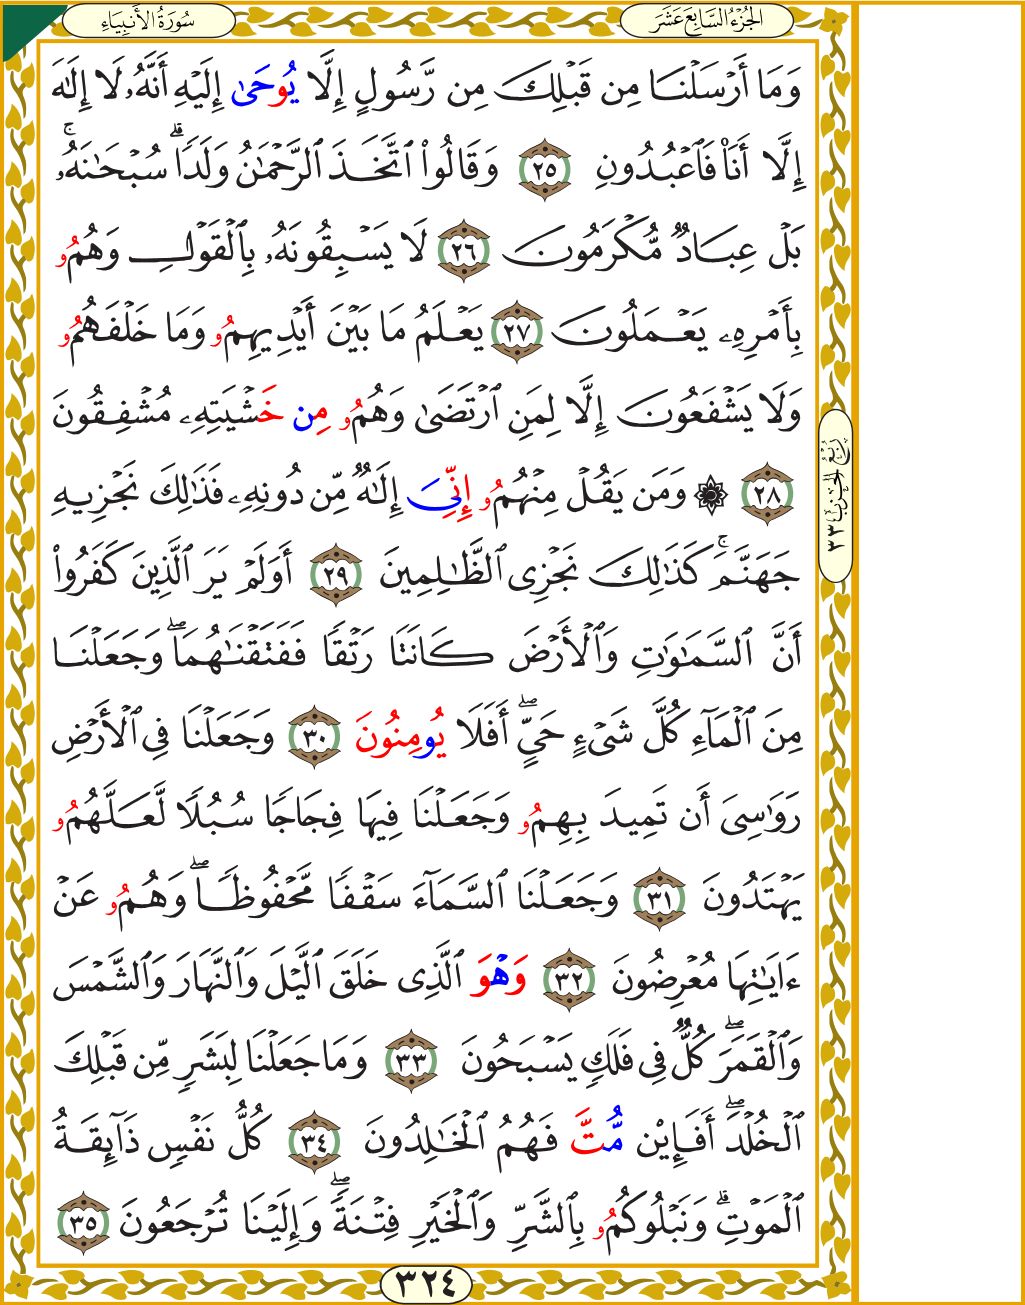 سُورَةُ الأَنبِيَاءِ
الجُزْءُ السَّابِعَ عَشَرَ
وَمَا أَرْسَلْنَا مِن قَبْلِكَ مِن رَّسُولٍ إِلَّا يُوحَىٰ إِلَيْهِ أَنَّهُۥ لَا إِلَٰهَ
إِلَّا أَنَا۠ فَٱعْبُدُونِ ٢٥ وَقَالُوا۟ ٱتَّخَذَ ٱلرَّحْمَٰنُ وَلَدًاۗ سُبْحَٰنَهُۥۚ
بَلْ عِبَادٌ مُّكْرَمُونَ ٢٦ لَا يَسْبِقُونَهُۥ بِٱلْقَوْلِ وَهُمُۥ
بِأَمْرِهِۦ يَعْمَلُونَ ٢٧ يَعْلَمُ مَا بَيْنَ أَيْدِيهِمُۥ وَمَا خَلْفَهُمُۥ
وَلَا يَشْفَعُونَ إِلَّا لِمَنِ ٱرْتَضَىٰ وَهُمُۥ مِن خَشْيَتِهِۦ مُشْفِقُونَ
٢٨ ۞ وَمَن يَقُلْ مِنْهُمُۥ إِنِّىَ إِلَٰهٌ مِّن دُونِهِۦ فَذَٰلِكَ نَجْزِيهِ
جَهَنَّمَۚ كَذَٰلِكَ نَجْزِى ٱلظَّٰلِمِينَ ٢٩ أَوَلَمْ يَرَ ٱلَّذِينَ كَفَرُوا۟
أَنَّ ٱلسَّمَٰوَٰتِ وَٱلْأَرْضَ كَانَتَا رَتْقًا فَفَتَقْنَٰهُمَاۖ وَجَعَلْنَا
مِنَ ٱلْمَآءِ كُلَّ شَىْءٍ حَيٍّۖ أَفَلَا يُومِنُونَ ٣٠ وَجَعَلْنَا فِى ٱلْأَرْضِ
رَوَٰسِىَ أَن تَمِيدَ بِهِمُۥ وَجَعَلْنَا فِيهَا فِجَاجًا سُبُلًا لَّعَلَّهُمُۥ
يَهْتَدُونَ ٣١ وَجَعَلْنَا ٱلسَّمَآءَ سَقْفًا مَّحْفُوظًاۖ وَهُمُۥ عَنْ
ءَايَٰتِهَا مُعْرِضُونَ ٣٢ وَهْوَ ٱلَّذِى خَلَقَ ٱلَّيْلَ وَٱلنَّهَارَ وَٱلشَّمْسَ
وَٱلْقَمَرَۖ كُلٌّ فِى فَلَكٍ يَسْبَحُونَ ٣٣ وَمَا جَعَلْنَا لِبَشَرٍ مِّن قَبْلِكَ
ٱلْخُلْدَۖ أَفَإِي۟ن مُّتَّ فَهُمُ ٱلْخَٰلِدُونَ ٣٤ كُلُّ نَفْسٍ ذَآئِقَةُ
ٱلْمَوْتِۗ وَنَبْلُوكُمُۥ بِٱلشَّرِّ وَٱلْخَيْرِ فِتْنَةًۖ وَإِلَيْنَا تُرْجَعُونَ ٣٥
رُبْعُ الحِزْبِ ٣٣
٣٢٤